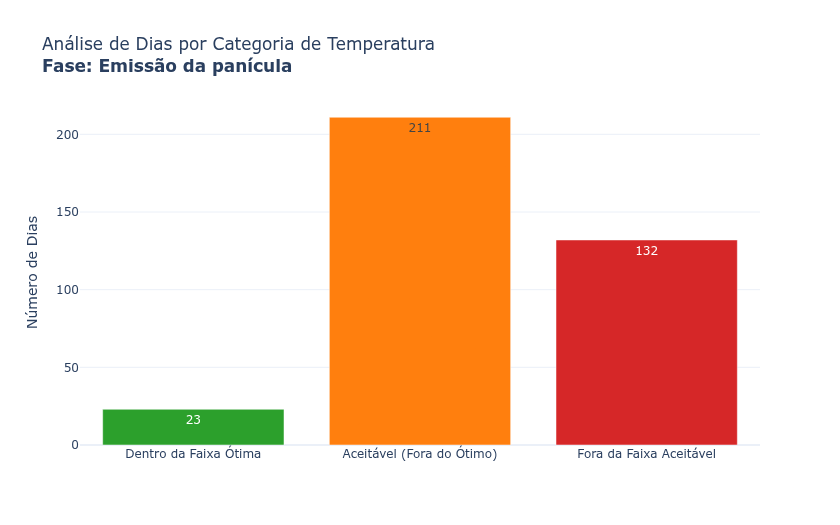 Análise de Dias por Categoria de Temperatura
Fase: Emissão da panícula
Número de Dias
200
150
100
50
0
23
211
132
Dentro da Faixa Ótima
Aceitável (Fora do Ótimo)
Fora da Faixa Aceitável